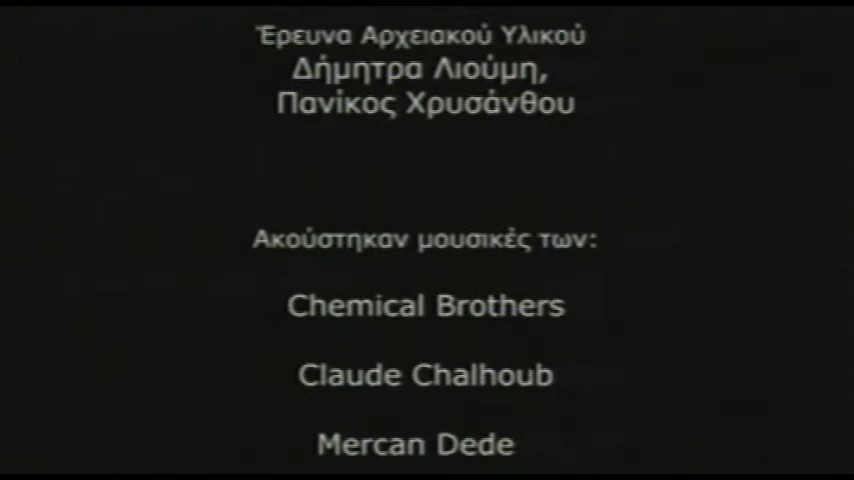 Έρευνα Αρχειακού Υλικού
Δήμητρα Λιούμη,
Πανίκος Χρυσάνθου
Ακούστηκαν μουσικές των:
Chemical Brothers
Claude Chalhoub
Mercan Dede